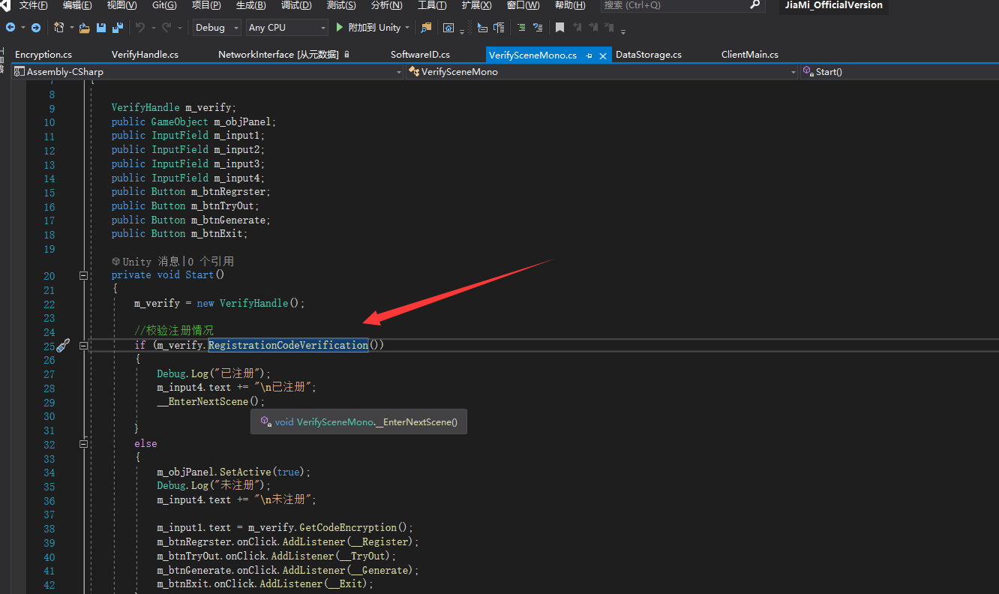 文件(F) 编辑(E) 视图(V) Git(G) 项目(P) 生成(B) 调试(D) 测试(S) 分析(N) 工具(T) 扩展(X) 窗口(W) 帮助(H) 搜索 (Ctrl+Q) JiaMi_OfficialVersion
Debug Any CPU 附加到 Unity
Encryption.cs VerifyHandle.cs NetworkInterface [从元数据] SoftwareID.cs VerifySceneMono.cs DataStorage.cs ClientMain.cs
Assembly-CSharp VerifySceneMono Start()
8
9 VerifyHandle m_verify;
10 public GameObject m_objPanel;
11 public InputField m_input1;
12 public InputField m_input2;
13 public InputField m_input3;
14 public InputField m_input4;
15 public Button m_btnRegrster;
16 public Button m_btnTryOut;
17 public Button m_btnGenerate;
18 public Button m_btnExit;
19
Unity 消息|0 个引用
20 private void Start()
21 {
22 m_verify = new VerifyHandle();
23
24 //校验注册情况
25 if (m_verify.RegistrationCodeVerification())
26 {
27 Debug.Log("已注册");
28 m_input4.text += "\n已注册";
29 __EnterNextScene();
30 void VerifySceneMono.__EnterNextScene()
31 }
32 else
33 {
34 m_objPanel.SetActive(true);
35 Debug.Log("未注册");
36 m_input4.text += "\n未注册";
37
38 m_input1.text = m_verify.GetCodeEncryption();
39 m_btnRegrster.onClick.AddListener(__Register);
40 m_btnTryOut.onClick.AddListener(__TryOut);
41 m_btnGenerate.onClick.AddListener(__Generate);
42 m_btnExit.onClick.AddListener(__Exit);